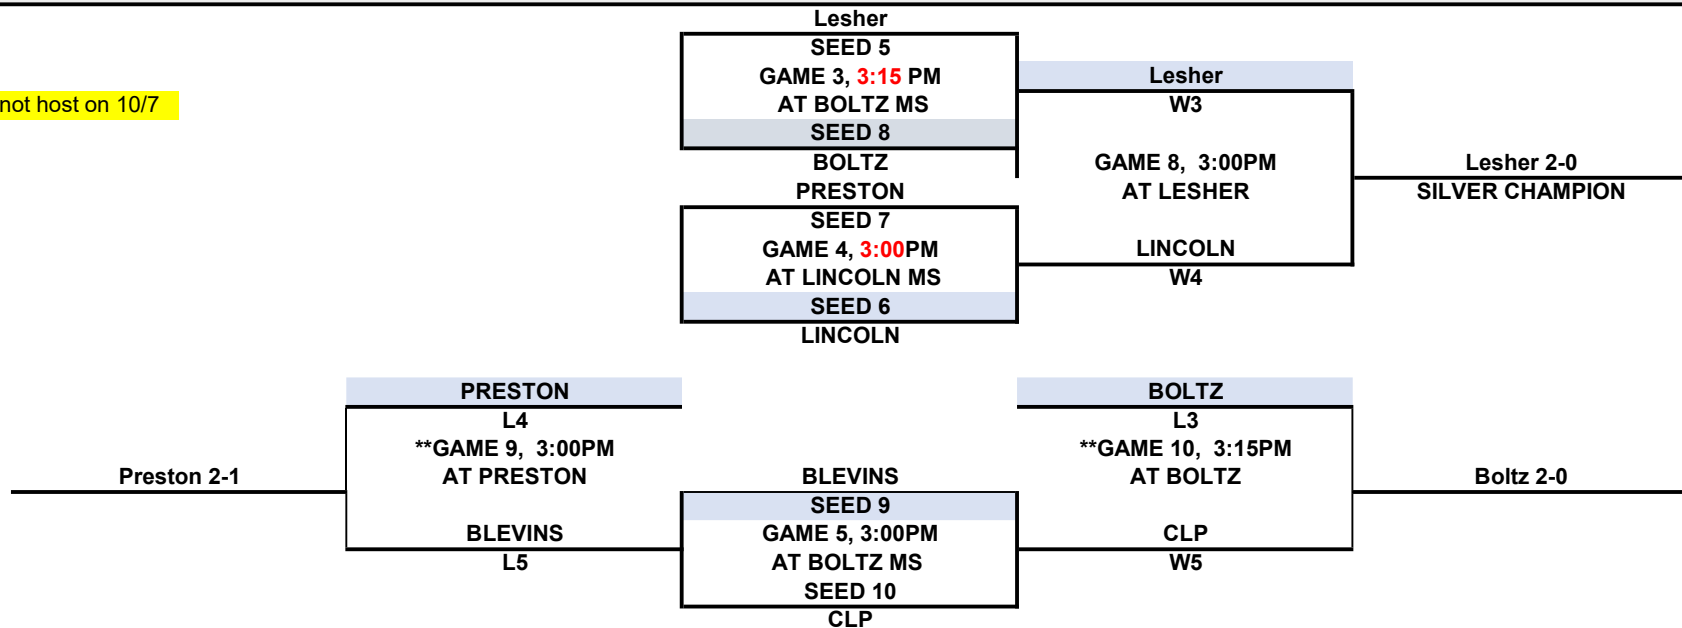 Lesher
SEED 5
GAME 3, 3:15 PM
AT BOLTZ MS
SEED 8
BOLTZ
not host on 10/7
PRESTON
SEED 7
GAME 4, 3:00PM
AT LINCOLN MS
SEED 6
LINCOLN
Lesher
W3
GAME 8, 3:00PM
AT LESHER
LINCOLN
W4
Lesher 2-0
SILVER CHAMPION
PRESTON
L4
**GAME 9, 3:00PM
AT PRESTON
BLEVINS
L5
Preston 2-1
BLEVINS
SEED 9
GAME 5, 3:00PM
AT BOLTZ MS
SEED 10
CLP
BOLTZ
L3
**GAME 10, 3:15PM
AT BOLTZ
CLP
W5
Boltz 2-0